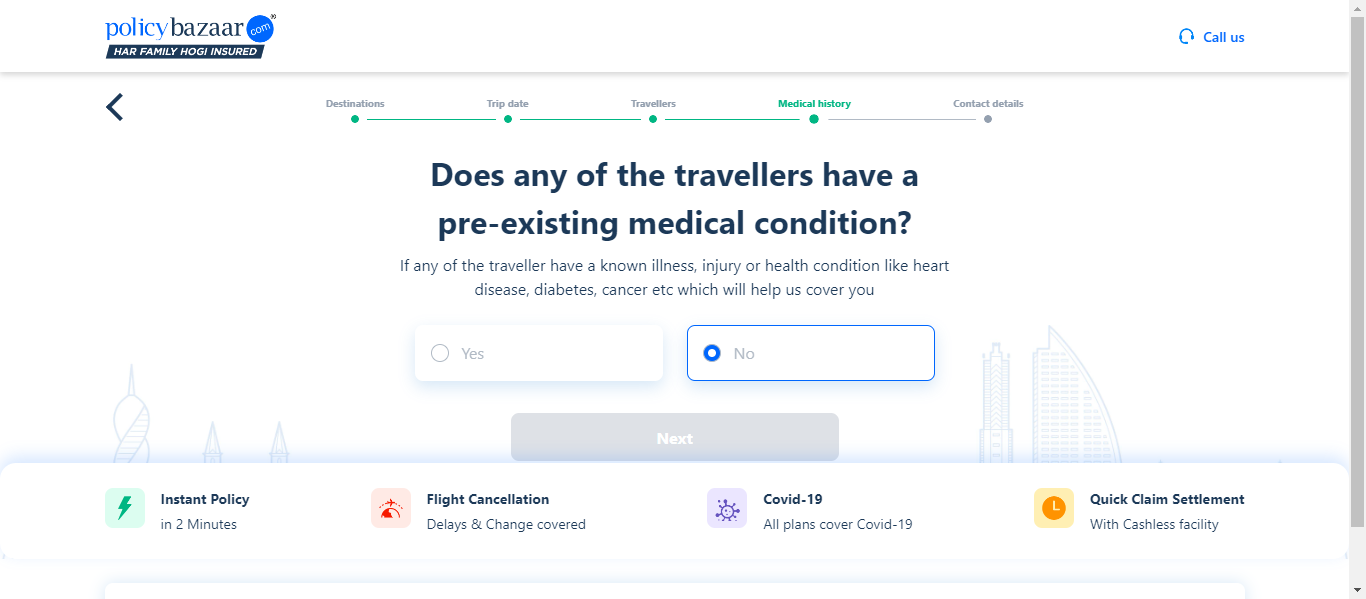 policybazaar.com®
HAR FAMILY HOGI INSURED
Call us
Destinations
Trip date
Travellers
Medical history
Contact details
Does any of the travellers have a
pre-existing medical condition?
If any of the traveller have a known illness, injury or health condition like heart
disease, diabetes, cancer etc which will help us cover you
Yes
No
Next
Instant Policy
in 2 Minutes
Flight Cancellation
Delays & Change covered
Covid-19
All plans cover Covid-19
Quick Claim Settlement
With Cashless facility